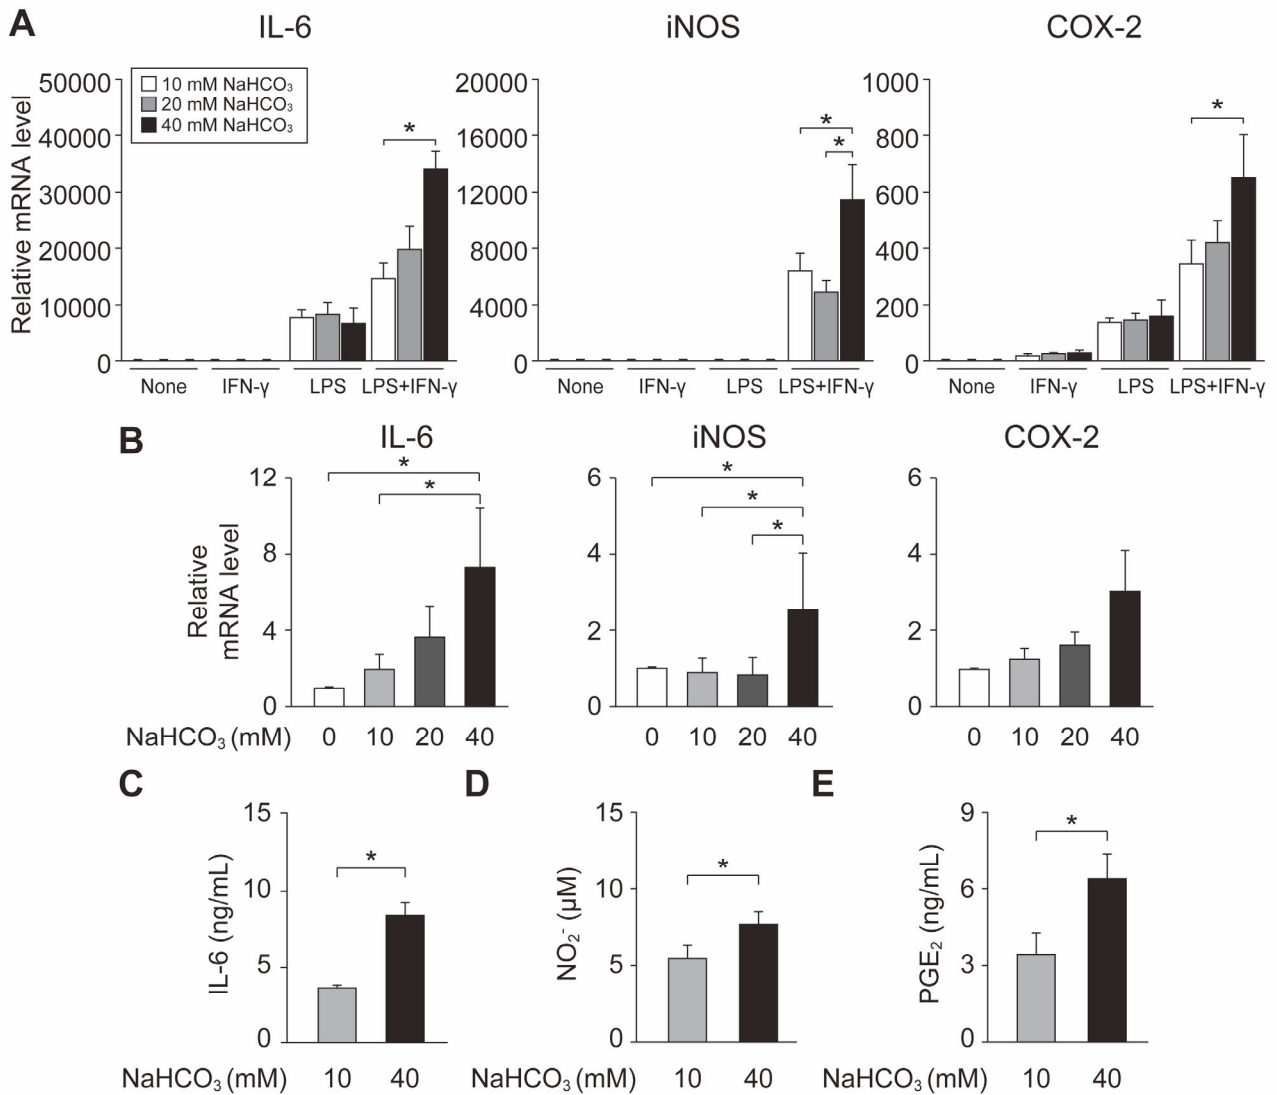 A
IL-6 iNOS COX-2
10 mM NaHCO₃
20 mM NaHCO₃
40 mM NaHCO₃
Relative mRNA level
50000
40000
30000
20000
10000
0
*
None IFN-γ LPS LPS+IFN-γ
20000
16000
12000
8000
4000
0
*
*
None IFN-γ LPS LPS+IFN-γ
1000
800
600
400
200
0
*
None IFN-γ LPS LPS+IFN-γ
B
IL-6 iNOS COX-2
Relative
mRNA level
12
8
4
0
*
*
NaHCO₃ (mM) 0 10 20 40
6
4
2
0
*
*
*
0 10 20 40
6
4
2
0
0 10 20 40
C
IL-6 (ng/mL)
15
10
5
0
*
NaHCO₃ (mM) 10 40
D
NO₂⁻ (µM)
15
10
5
0
*
NaHCO₃ (mM) 10 40
E
PGE₂ (ng/mL)
9
6
3
0
*
NaHCO₃ (mM) 10 40